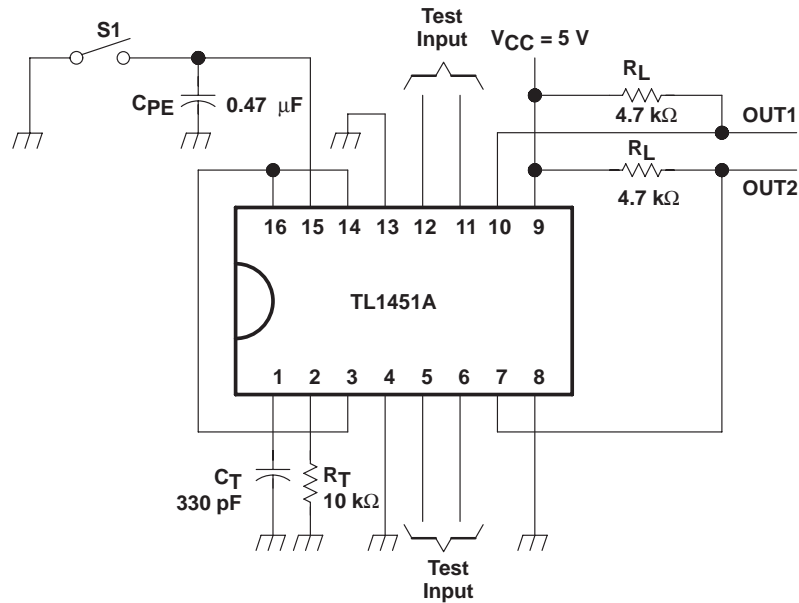 Test
Input
S1
VCC = 5 V
RL
4.7 kΩ
OUT1
CPE
0.47 µF
RL
4.7 kΩ
OUT2
16 15 14 13 12 11 10 9
TL1451A
1 2 3 4 5 6 7 8
CT
330 pF
RT
10 kΩ
Test
Input